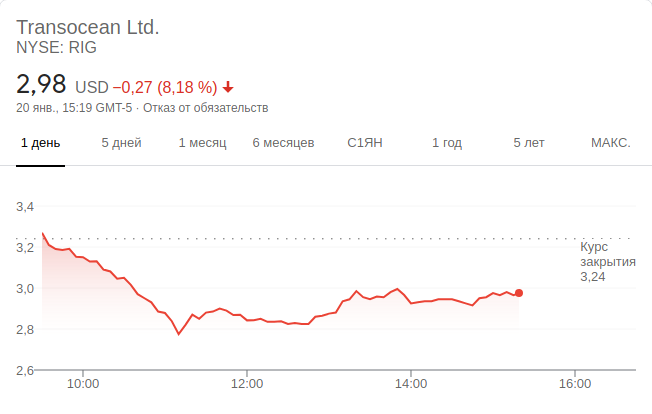 Transocean Ltd.
NYSE: RIG
2,98 USD −0,27 (8,18 %)
20 янв., 15:19 GMT-5 · Отказ от обязательств
1 день 5 дней 1 месяц 6 месяцев С1ЯН 1 год 5 лет МАКС.
3,4
3,2
3,0
2,8
2,6
Курс
закрытия
3,24
10:00 12:00 14:00 16:00